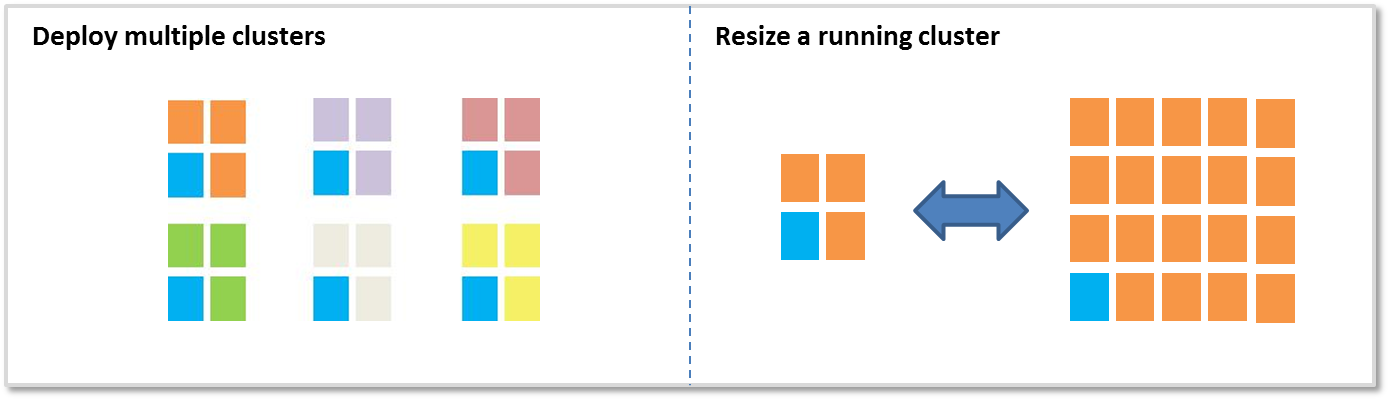 Deploy multiple clusters
Resize a running cluster